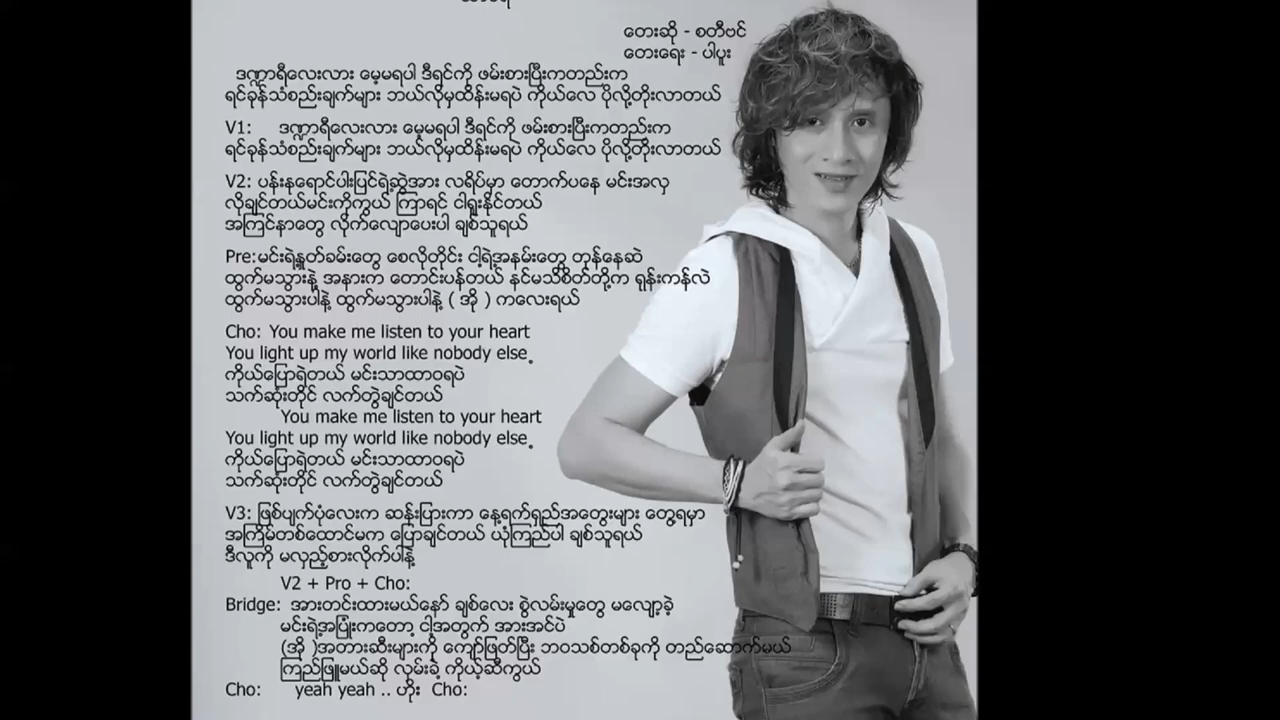 တေးဆို - စတီဗင်
တေးရေး - ပါပူး
ဒဏ္ဍာရီလေးလား မေ့မရပါ ဒီရင်ကို ဖမ်းစားပြီးကတည်းက
ရင်ခုန်သံစည်းချက်များ ဘယ်လိုမှထိန်းမရပဲ ကိုယ်လေ ပိုလို့တိုးလာတယ်
V1: ဒဏ္ဍာရီလေးလား မေ့မရပါ ဒီရင်ကို ဖမ်းစားပြီးကတည်းက
ရင်ခုန်သံစည်းချက်များ ဘယ်လိုမှထိန်းမရပဲ ကိုယ်လေ ပိုလို့တိုးလာတယ်
V2: ပန်းနုရောင်ပါးပြင်ရဲ့ဆွဲအား လရိပ်မှာ တောက်ပနေ မင်းအလှ
လိုချင်တယ်မင်းကိုကွယ် ကြာရင် ငါရူးနိုင်တယ်
အကြင်နာတွေ လိုက်လျောပေးပါ ချစ်သူရယ်
Pre:မင်းရဲ့နှုတ်ခမ်းတွေ စေလိုတိုင်း ငါ့ရဲ့အနမ်းတွေ တုန်နေဆဲ
ထွက်မသွားနဲ့ အနားက တောင်းပန်တယ် နင်မသိစိတ်တို့က ရုန်းကန်လဲ
ထွက်မသွားပါနဲ့ ထွက်မသွားပါနဲ့ ( အို ) ကလေးရယ်
Cho: You make me listen to your heart
You light up my world like nobody else.
ကိုယ်ပြောရဲတယ် မင်းသာထာဝရပဲ
သက်ဆုံးတိုင် လက်တွဲချင်တယ်
You make me listen to your heart
You light up my world like nobody else.
ကိုယ်ပြောရဲတယ် မင်းသာထာဝရပဲ
သက်ဆုံးတိုင် လက်တွဲချင်တယ်
V3: ဖြစ်ပျက်ပုံလေးက ဆန်းပြားကာ နေ့ရက်ရှည်အတွေးများ တွေ့ရမှာ
အကြိမ်တစ်ထောင်မက ပြောချင်တယ် ယုံကြည်ပါ ချစ်သူရယ်
ဒီလူကို မလှည့်စားလိုက်ပါနဲ့
V2 + Pro + Cho:
Bridge: အားတင်းထားမယ်နော် ချစ်လေး စွဲလမ်းမှုတွေ မလျော့ခဲ့
မင်းရဲ့အပြုံးကတော့ ငါ့အတွက် အားအင်ပဲ
(အို )အတားဆီးများကို ကျော်ဖြတ်ပြီး ဘဝသစ်တစ်ခုကို တည်ဆောက်မယ်
ကြည်ဖြူမယ်ဆို လှမ်းခဲ့ ကိုယ့်ဆီကွယ်
Cho: yeah yeah .. ဟိုး Cho: